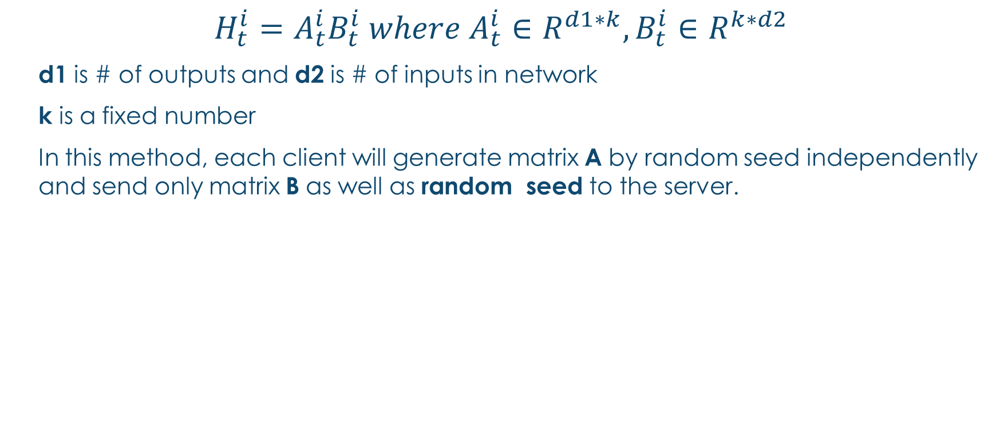 H_t^i = A_t^i B_t^i where A_t^i ∈ R^{d1*k}, B_t^i ∈ R^{k*d2}
d1 is # of outputs and d2 is # of inputs in network
k is a fixed number
In this method, each client will generate matrix A by random seed independently
and send only matrix B as well as random seed to the server.